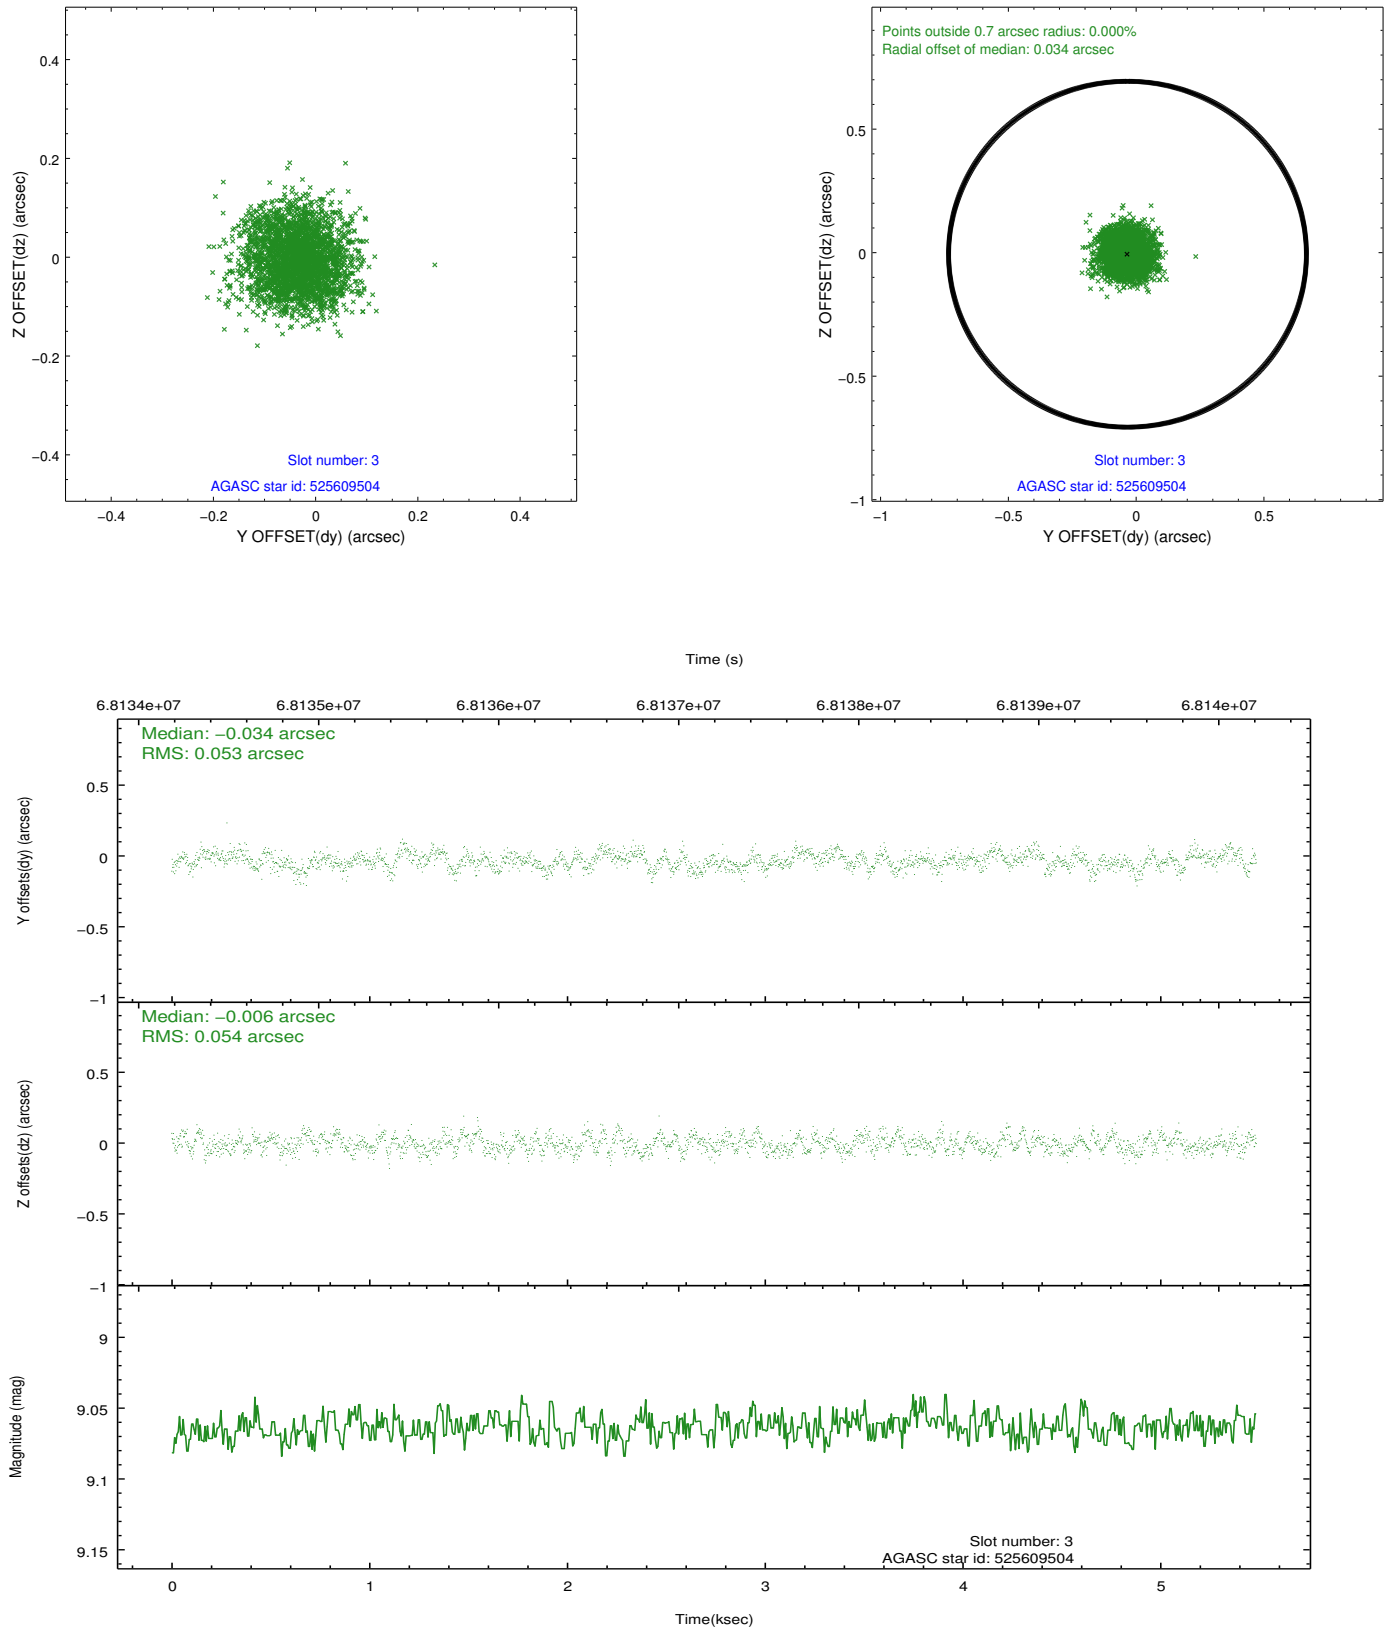 0.4
0.2
0
−0.2
−0.4
Z OFFSET(dz) (arcsec)
Slot number: 3
AGASC star id: 525609504
−0.4 −0.2 0 0.2 0.4
Y OFFSET(dy) (arcsec)
Points outside 0.7 arcsec radius: 0.000%
Radial offset of median: 0.034 arcsec
0.5
0
−0.5
−1
Z OFFSET(dz) (arcsec)
Slot number: 3
AGASC star id: 525609504
−1 −0.5 0 0.5
Y OFFSET(dy) (arcsec)
Time (s)
6.8134e+07 6.8135e+07 6.8136e+07 6.8137e+07 6.8138e+07 6.8139e+07 6.814e+07
Median: −0.034 arcsec
RMS: 0.053 arcsec
0.5
0
−0.5
−1
Y offsets(dy) (arcsec)
Median: −0.006 arcsec
RMS: 0.054 arcsec
0.5
0
−0.5
−1
Z offsets(dz) (arcsec)
9
9.05
9.1
9.15
Magnitude (mag)
Slot number: 3
AGASC star id: 525609504
0 1 2 3 4 5
Time(ksec)